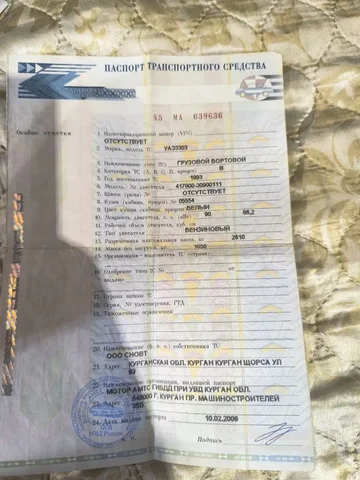 ПАСПОРТ ТРАНСПОРТНОГО СРЕДСТВА
45 МА 639636
Особые отметки
1. Идентификационный номер (VIN)
ОТСУТСТВУЕТ
2. Марка, модель ТС УАЗ3303
3. Наименование (тип ТС) ГРУЗОВОЙ БОРТОВОЙ
4. Категория ТС (А, В, С, D, прицеп) В
5. Год изготовления ТС 1993
6. Модель, № двигателя 417800-30900111
7. Шасси (рама) № ОТСУТСТВУЕТ
8. Кузов (кабина, прицеп) № 05554
9. Цвет кузова (кабины, прицепа) БЕЛЫЙ
10. Мощность двигателя, л. с. (кВт) 90 66,2
11. Рабочий объем двигателя, куб. см
12. Тип двигателя БЕНЗИНОВЫЙ
13. Разрешенная максимальная масса, кг 2610
14. Масса без нагрузки, кг 1650
15. Организация — изготовитель ТС (страна)
16. Одобрение типа ТС № от
выдано
17. Страна вывоза ТС
18. Серия, № удостоверения, ГТД
19. Таможенные ограничения
20. Наименование (ф. и. о.) собственника ТС
ООО СНОВТ
21. Адрес КУРГАНСКАЯ ОБЛ. КУРГАН КУРГАН ЩОРСА УЛ
22. Наименование организации, выдавшей паспорт
МОТОР АМТС ГИБДД ПРИ УВД КУРГАН ОБЛ.
23. Адрес 640000 Г. КУРГАН ПР. МАШИНОСТРОИТЕЛЕЙ
24. Дата выдачи паспорта 10.02.2006
М. П. Подпись